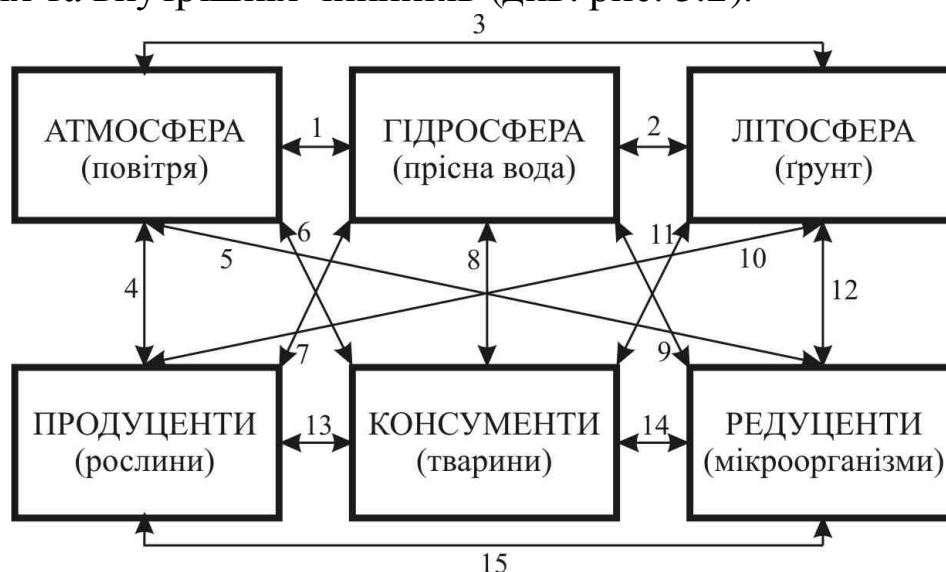 та внутрішніх чинників (див. рис. 3.2).
3
АТМОСФЕРА
(повітря)
1
ГІДРОСФЕРА
(прісна вода)
2
ЛІТОСФЕРА
(ґрунт)
4
5
6
7
8
11
9
10
12
ПРОДУЦЕНТИ
(рослини)
13
КОНСУМЕНТИ
(тварини)
14
РЕДУЦЕНТИ
(мікроорганізми)
15